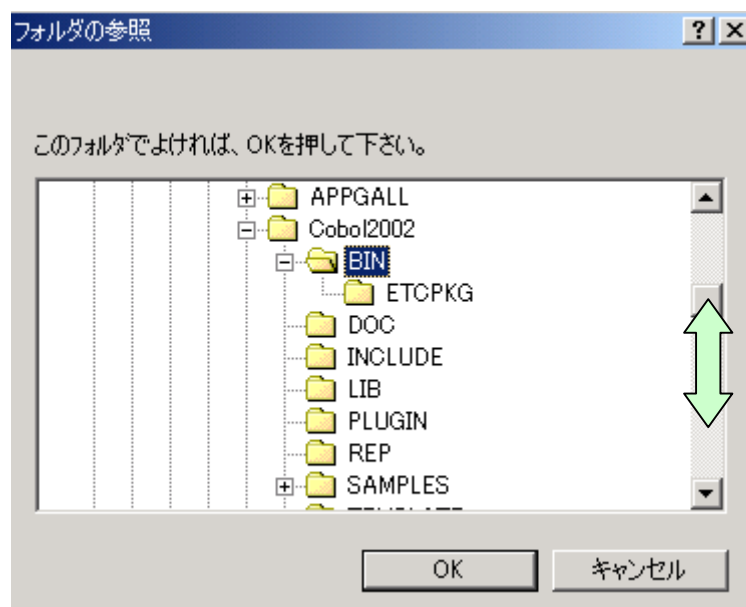 フォルダの参照
このフォルダでよければ、OKを押して下さい。
APPGALL
Cobol2002
BIN
ETCPKG
DOC
INCLUDE
LIB
PLUGIN
REP
SAMPLES
OK キャンセル